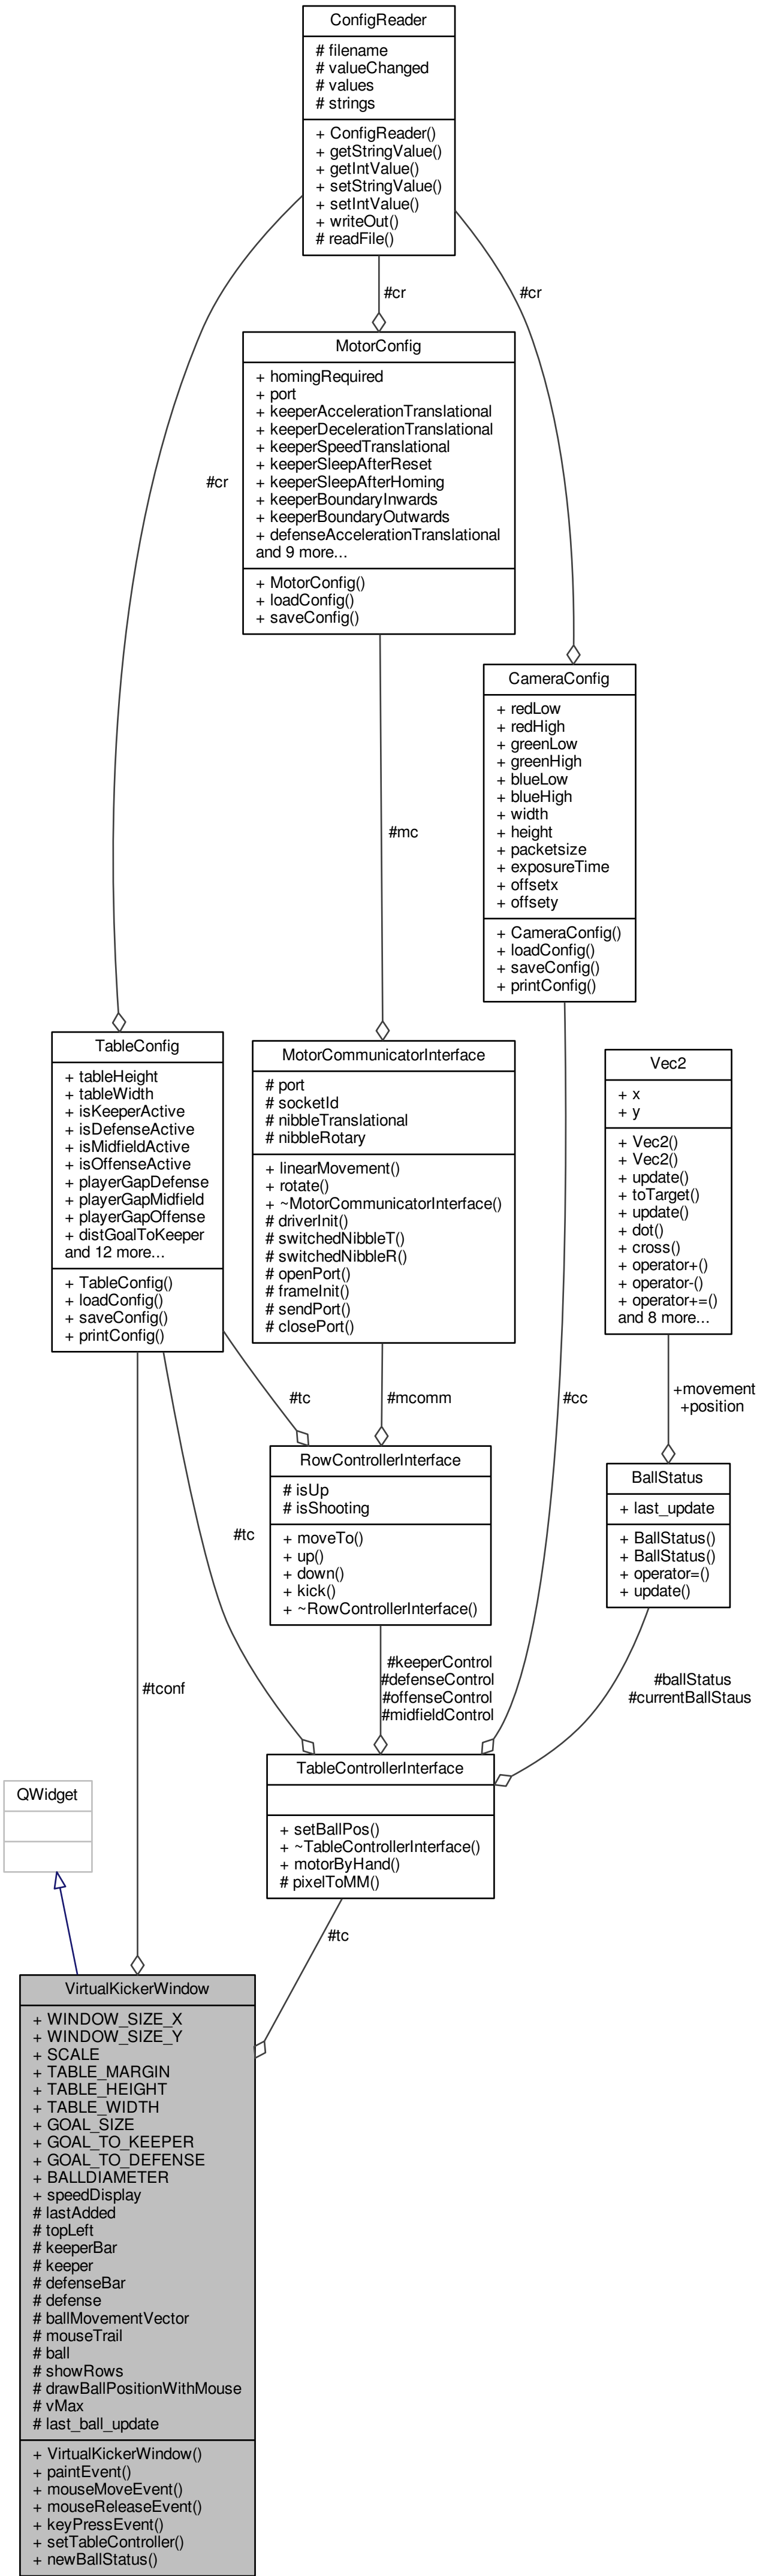 ConfigReader
# filename
# valueChanged
# values
# strings
+ ConfigReader()
+ getStringValue()
+ getIntValue()
+ setStringValue()
+ setIntValue()
+ writeOut()
# readFile()
#cr
#cr
#cr
MotorConfig
+ homingRequired
+ port
+ keeperAccelerationTranslational
+ keeperDecelerationTranslational
+ keeperSpeedTranslational
+ keeperSleepAfterReset
+ keeperSleepAfterHoming
+ keeperBoundaryInwards
+ keeperBoundaryOutwards
+ defenseAccelerationTranslational
and 9 more...
+ MotorConfig()
+ loadConfig()
+ saveConfig()
CameraConfig
+ redLow
+ redHigh
+ greenLow
+ greenHigh
+ blueLow
+ blueHigh
+ width
+ height
+ packetsize
+ exposureTime
+ offsetx
+ offsety
+ CameraConfig()
+ loadConfig()
+ saveConfig()
+ printConfig()
#mc
TableConfig
+ tableHeight
+ tableWidth
+ isKeeperActive
+ isDefenseActive
+ isMidfieldActive
+ isOffenseActive
+ playerGapDefense
+ playerGapMidfield
+ playerGapOffense
+ distGoalToKeeper
and 12 more...
+ TableConfig()
+ loadConfig()
+ saveConfig()
+ printConfig()
MotorCommunicatorInterface
# port
# socketId
# nibbleTranslational
# nibbleRotary
+ linearMovement()
+ rotate()
+ ~MotorCommunicatorInterface()
# driverInit()
# switchedNibbleT()
# switchedNibbleR()
# openPort()
# frameInit()
# sendPort()
# closePort()
Vec2
+ x
+ y
+ Vec2()
+ Vec2()
+ update()
+ toTarget()
+ update()
+ dot()
+ cross()
+ operator+()
+ operator-()
+ operator+=()
and 8 more...
#tc
#mcomm
#cc
+movement
+position
RowControllerInterface
# isUp
# isShooting
+ moveTo()
+ up()
+ down()
+ kick()
+ ~RowControllerInterface()
BallStatus
+ last_update
+ BallStatus()
+ BallStatus()
+ operator=()
+ update()
#tc
#tconf
#keeperControl
#defenseControl
#offenseControl
#midfieldControl
#ballStatus
#currentBallStaus
TableControllerInterface
+ setBallPos()
+ ~TableControllerInterface()
+ motorByHand()
# pixelToMM()
QWidget
#tc
VirtualKickerWindow
+ WINDOW_SIZE_X
+ WINDOW_SIZE_Y
+ SCALE
+ TABLE_MARGIN
+ TABLE_HEIGHT
+ TABLE_WIDTH
+ GOAL_SIZE
+ GOAL_TO_KEEPER
+ GOAL_TO_DEFENSE
+ BALLDIAMETER
+ speedDisplay
# lastAdded
# topLeft
# keeperBar
# keeper
# defenseBar
# defense
# ballMovementVector
# mouseTrail
# ball
# showRows
# drawBallPositionWithMouse
# vMax
# last_ball_update
+ VirtualKickerWindow()
+ paintEvent()
+ mouseMoveEvent()
+ mouseReleaseEvent()
+ keyPressEvent()
+ setTableController()
+ newBallStatus()